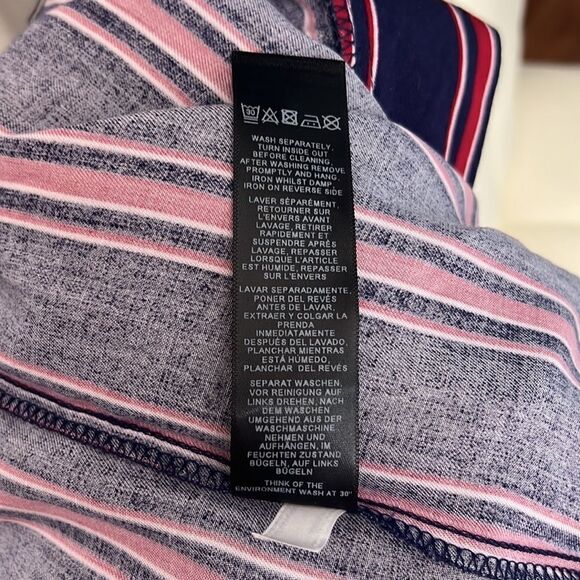 30
WASH SEPARATELY,
TURN INSIDE OUT
BEFORE CLEANING,
AFTER WASHING REMOVE
PROMPTLY AND HANG,
IRON WHILST DAMP,
IRON ON REVERSE SIDE
LAVER SÉPARÉMENT,
RETOURNER SUR
L'ENVERS AVANT
LAVAGE, RETIRER
RAPIDEMENT ET
SUSPENDRE APRÈS
LAVAGE, REPASSER
LORSQUE L'ARTICLE
EST HUMIDE, REPASSER
SUR L'ENVERS
LAVAR SEPARADAMENTE.
PONER DEL REVÉS
ANTES DE LAVAR.
EXTRAER Y COLGAR LA
PRENDA
INMEDIATAMENTE
DESPUÉS DEL LAVADO.
PLANCHAR MIENTRAS
ESTÁ HÚMEDO,
PLANCHAR DEL REVÉS
SEPARAT WASCHEN,
VOR REINIGUNG AUF
LINKS DREHEN, NACH
DEM WASCHEN
UMGEHEND AUS DER
WASCHMASCHINE
NEHMEN UND
AUFHÄNGEN, IM
FEUCHTEN ZUSTAND
BÜGELN, AUF LINKS
BÜGELN
THINK OF THE
ENVIRONMENT WASH AT 30°